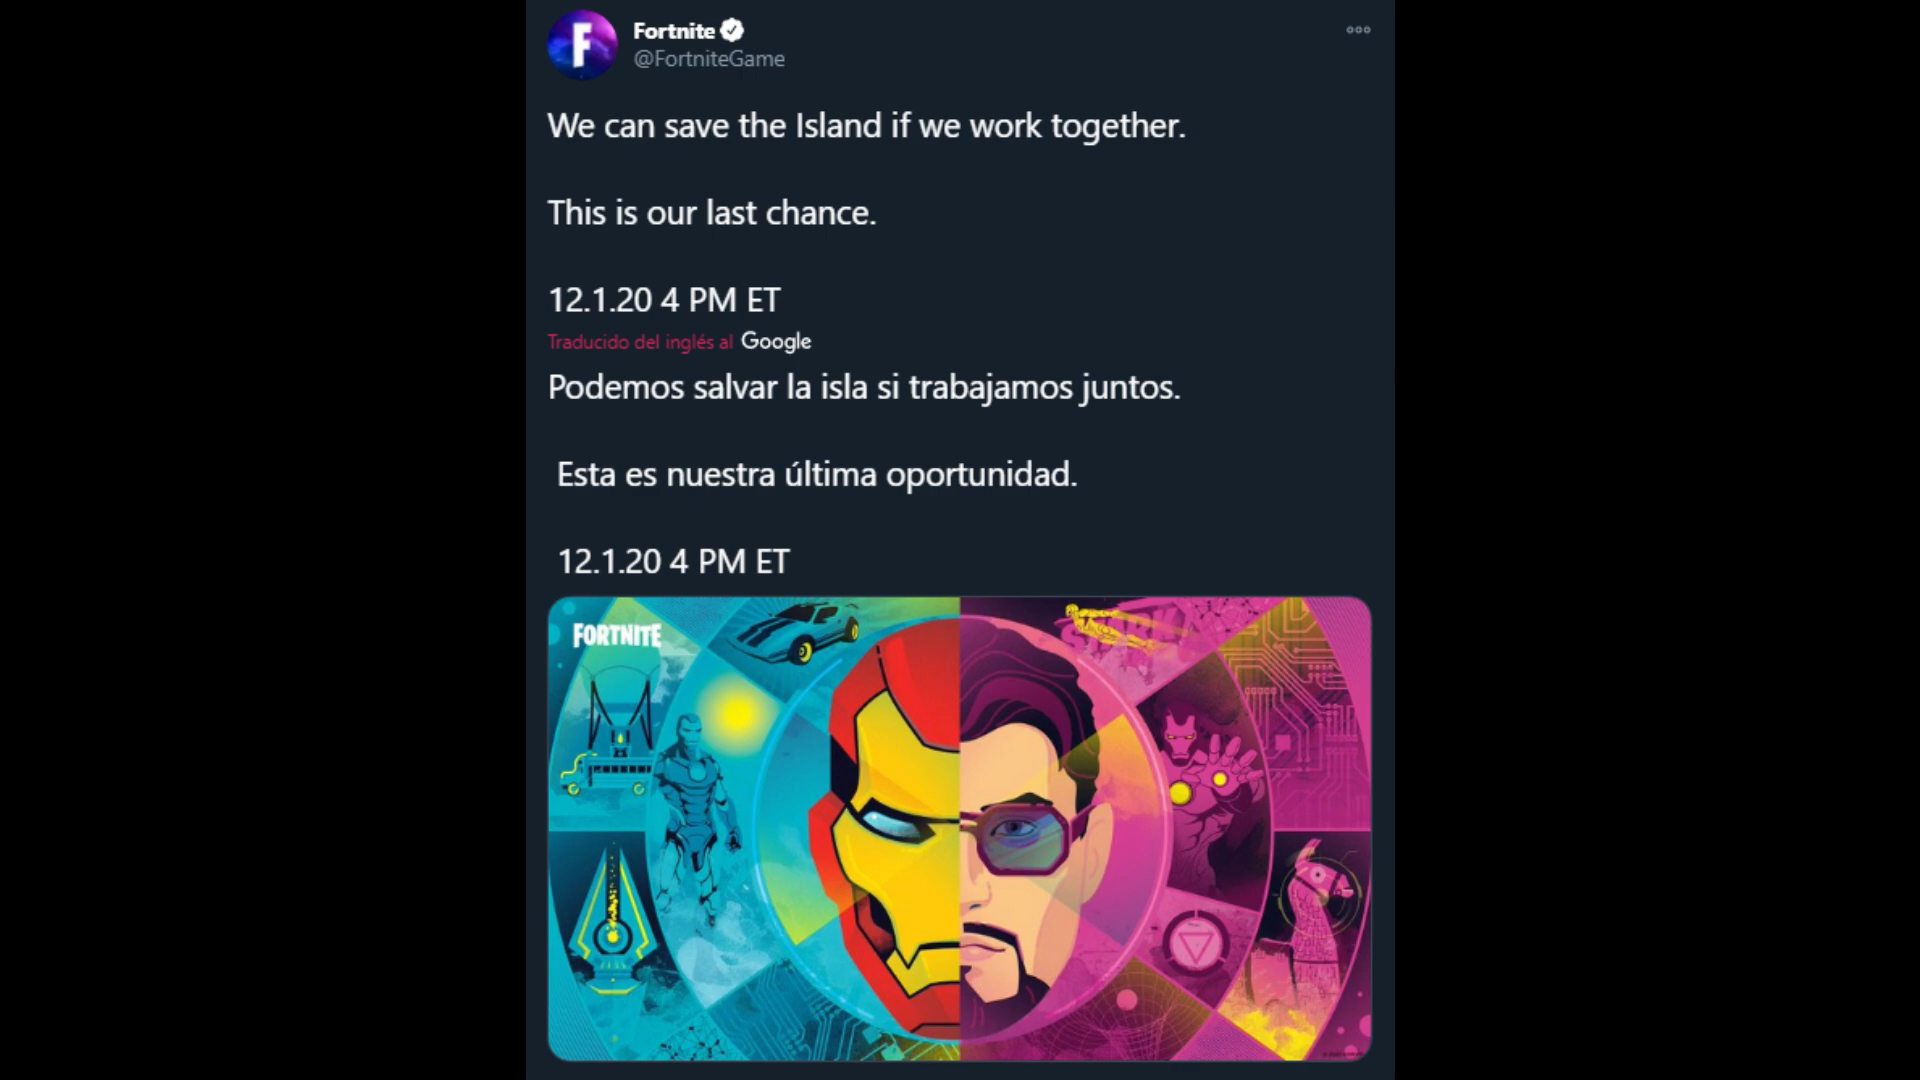 Fortnite
@FortniteGame
We can save the Island if we work together.
This is our last chance.
12.1.20 4 PM ET
Traducido del inglés al Google
Podemos salvar la isla si trabajamos juntos.
Esta es nuestra última oportunidad.
12.1.20 4 PM ET
FORTNITE
STARK